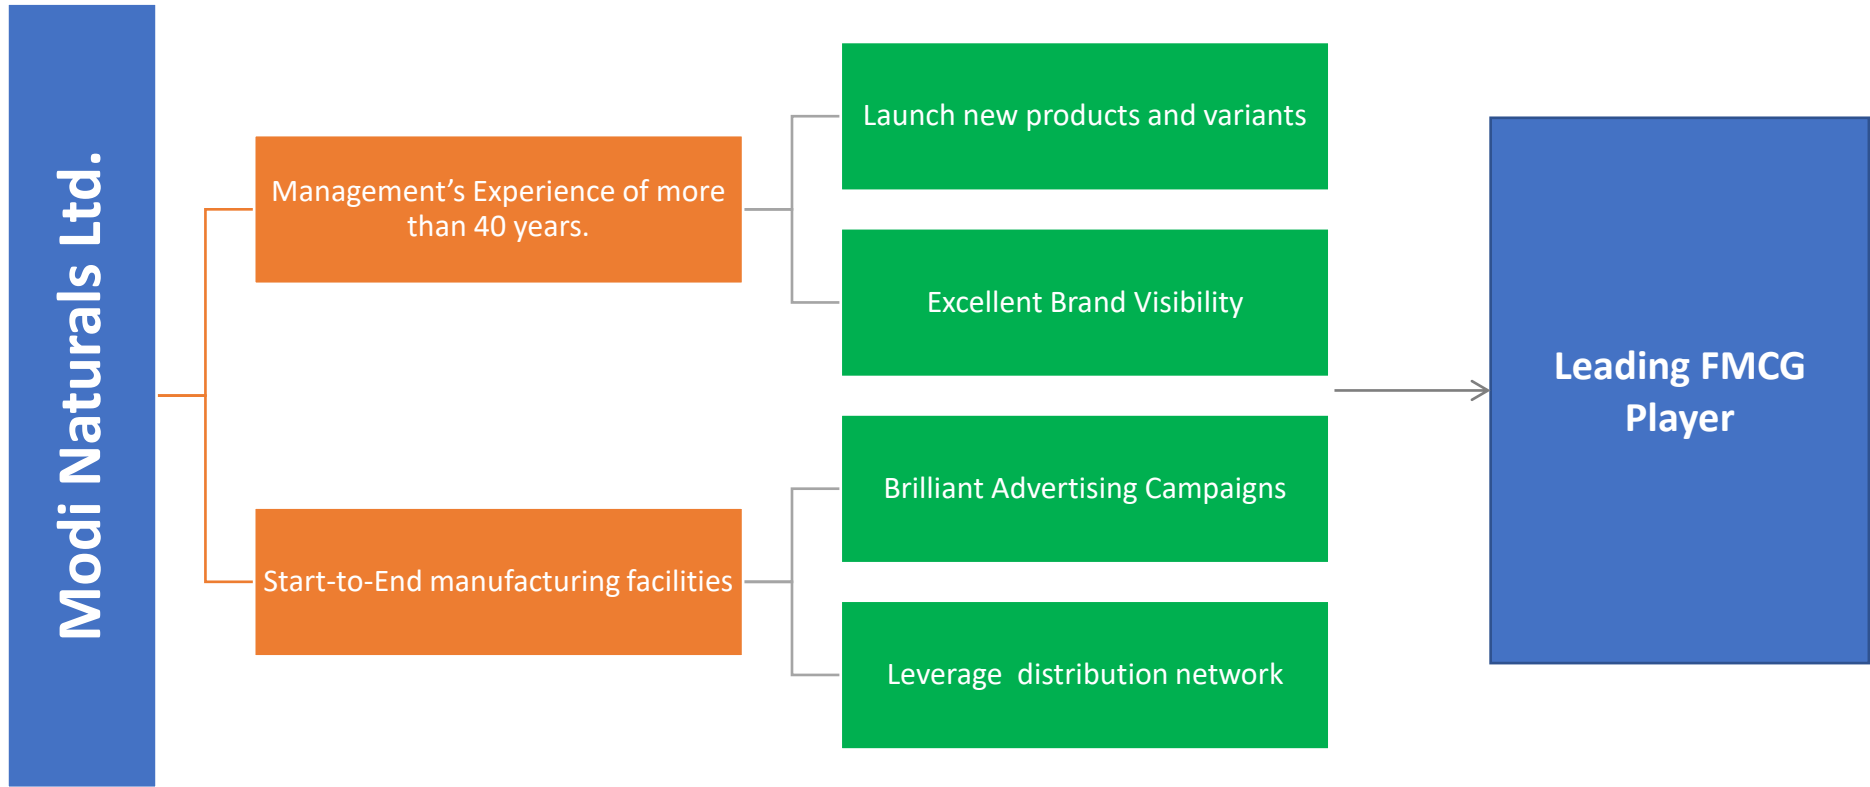 Modi Naturals Ltd.
Management’s Experience of more
than 40 years.
Start-to-End manufacturing facilities
Launch new products and variants
Excellent Brand Visibility
Brilliant Advertising Campaigns
Leverage  distribution network
Leading FMCG
Player